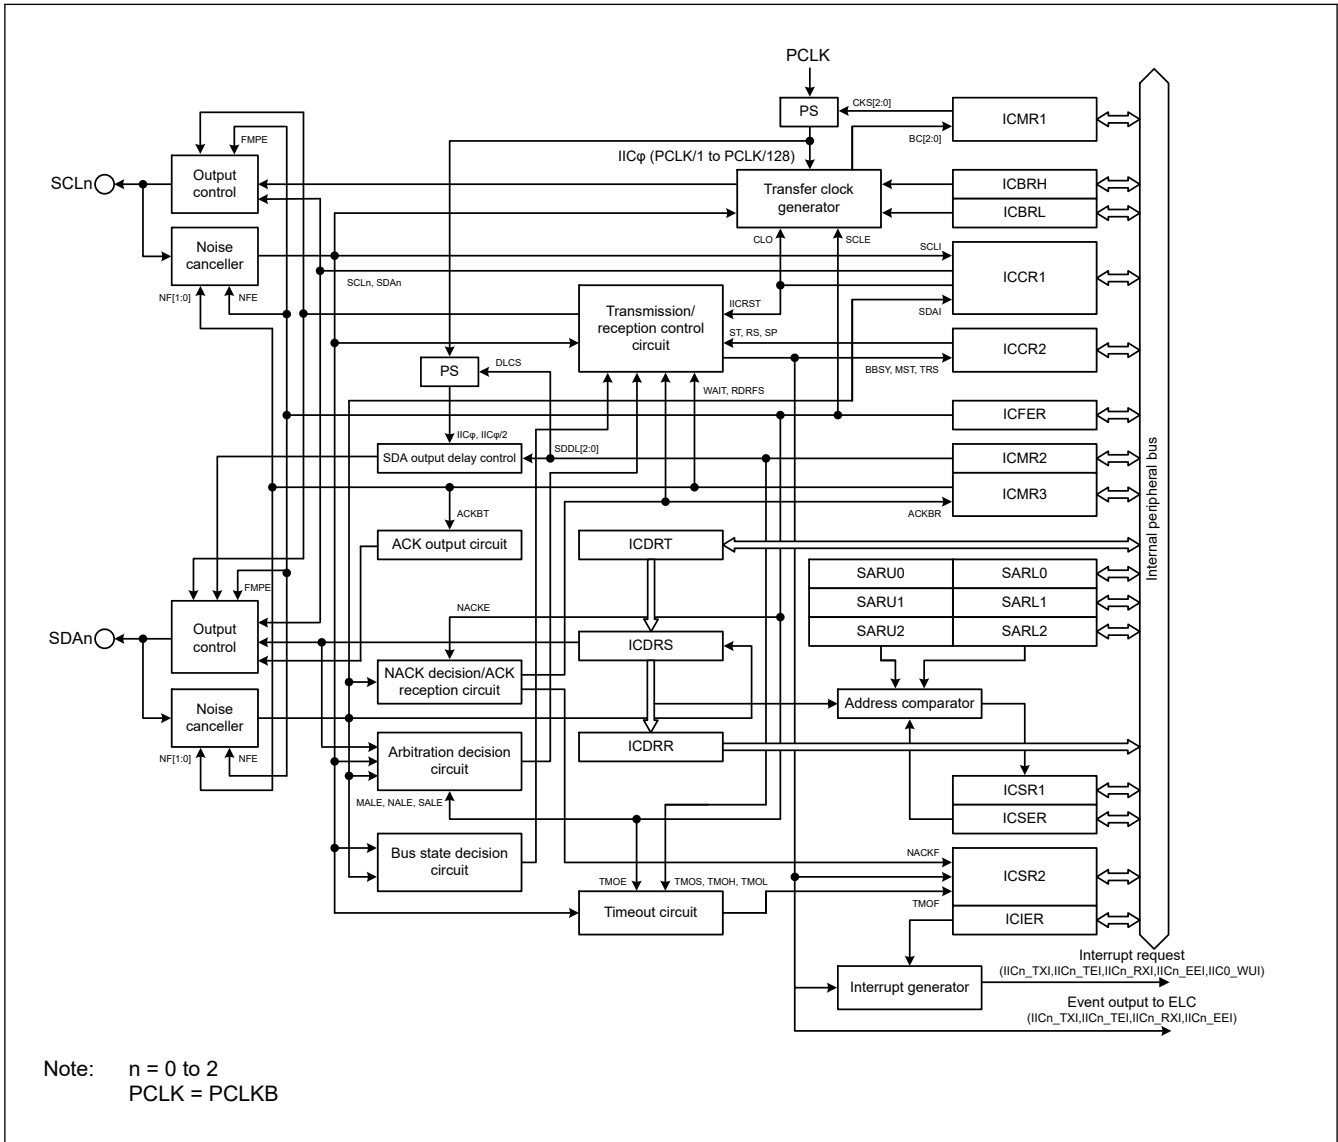 PCLK
PS
CKS[2:0]
ICMR1
BC[2:0]
FMPE
IICφ (PCLK/1 to PCLK/128)
SCLn
Output
control
Transfer clock
generator
ICBRH
ICBRL
Noise
canceller
CLO
SCLE
SCLI
ICCR1
SCLn, SDAn
NF[1:0]
NFE
Transmission/
reception control
circuit
IICRST
SDAI
ST, RS, SP
ICCR2
BBSY, MST, TRS
PS
DLCS
WAIT, RDRFS
ICFER
IICφ, IICφ/2
SDA output delay control
SDDL[2:0]
ICMR2
ICMR3
ACKBT
ACKBR
ACK output circuit
ICDRT
Internal peripheral bus
SARU0
SARL0
FMPE
SARU1
SARL1
NACKE
SDAn
Output
control
ICDRS
SARU2
SARL2
NACK decision/ACK
reception circuit
Address comparator
Noise
canceller
Arbitration decision
circuit
ICDRR
NF[1:0]
NFE
ICSR1
MALE, NALE, SALE
ICSER
Bus state decision
circuit
NACKF
ICSR2
TMOE
TMOS, TMOH, TMOL
TMOF
Timeout circuit
ICIER
Interrupt request
(IICn_TXI,IICn_TEI,IICn_RXI,IICn_EEI,IIC0_WUI)
Interrupt generator
Event output to ELC
(IICn_TXI,IICn_TEI,IICn_RXI,IICn_EEI)
Note: n = 0 to 2
PCLK = PCLKB